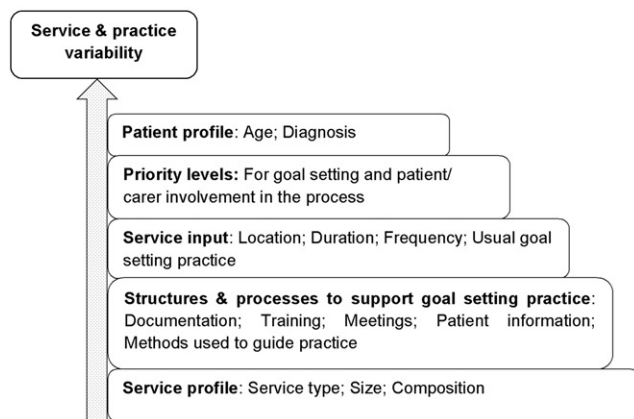 Service & practice
variability
Patient profile: Age; Diagnosis
Priority levels: For goal setting and patient/
carer involvement in the process
Service input: Location; Duration; Frequency; Usual goal
setting practice
Structures & processes to support goal setting practice:
Documentation; Training; Meetings; Patient information;
Methods used to guide practice
Service profile: Service type; Size; Composition